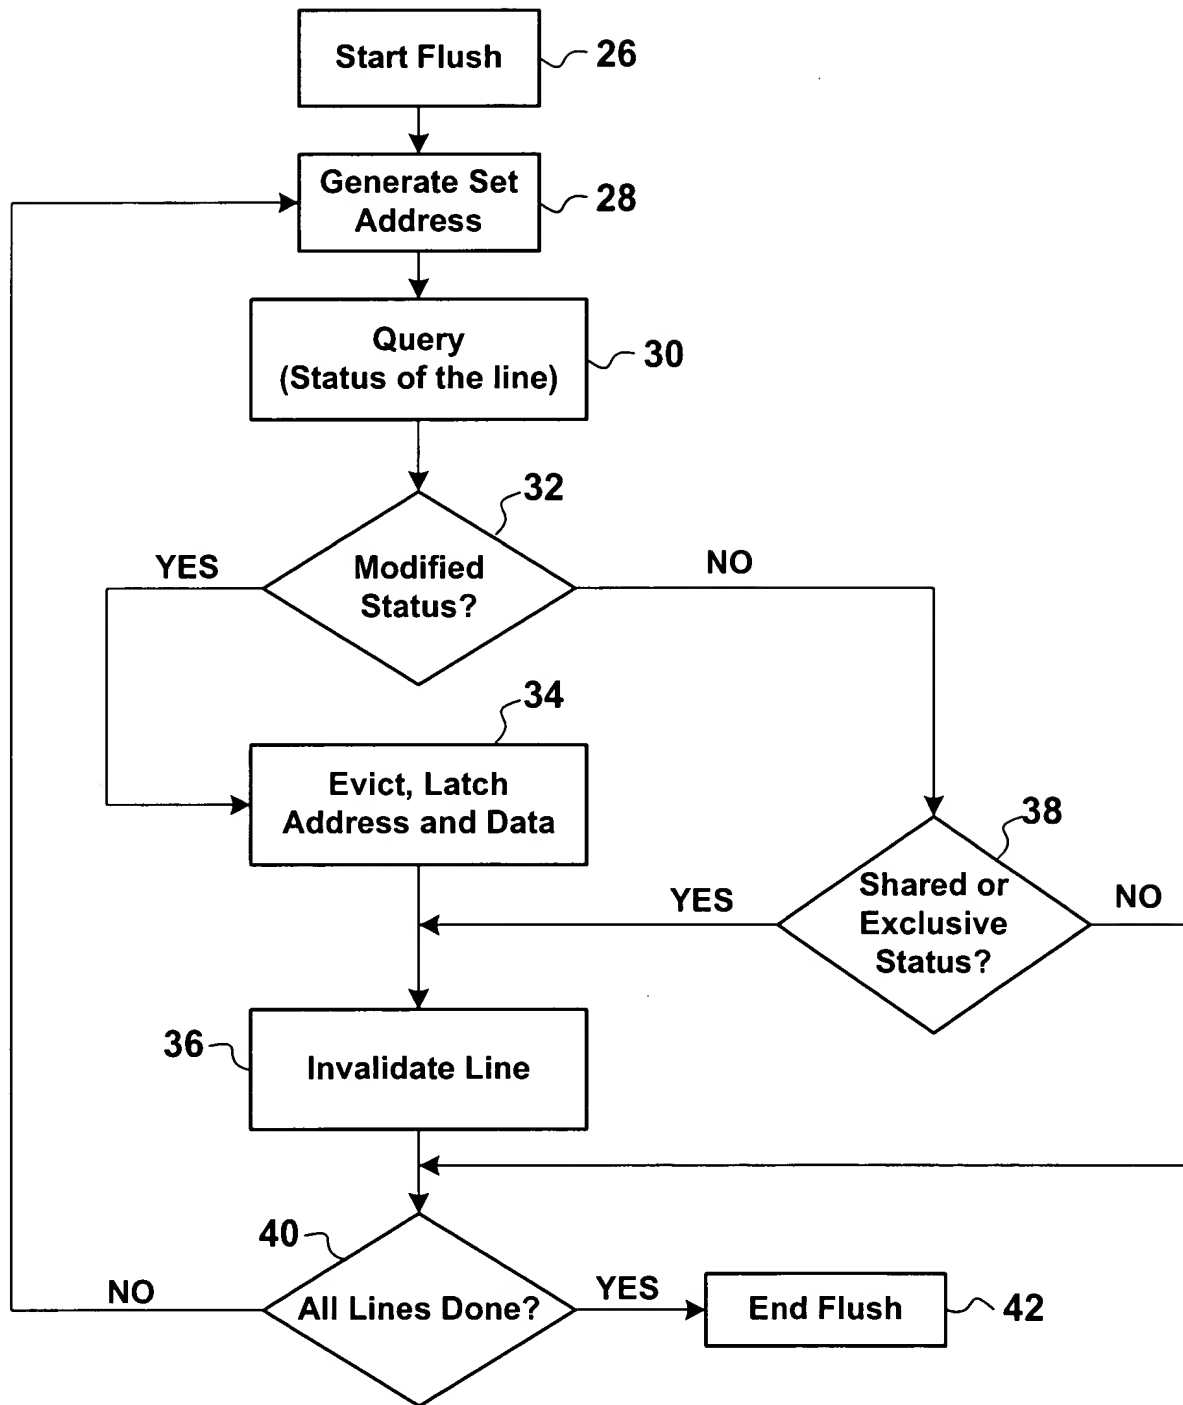 Start Flush
26
Generate Set
Address
28
Query
(Status of the line)
30
32
YES
Modified
Status?
NO
34
Evict, Latch
Address and Data
38
YES
Shared or
Exclusive
Status?
NO
36
Invalidate Line
40
NO
All Lines Done?
YES
End Flush
42